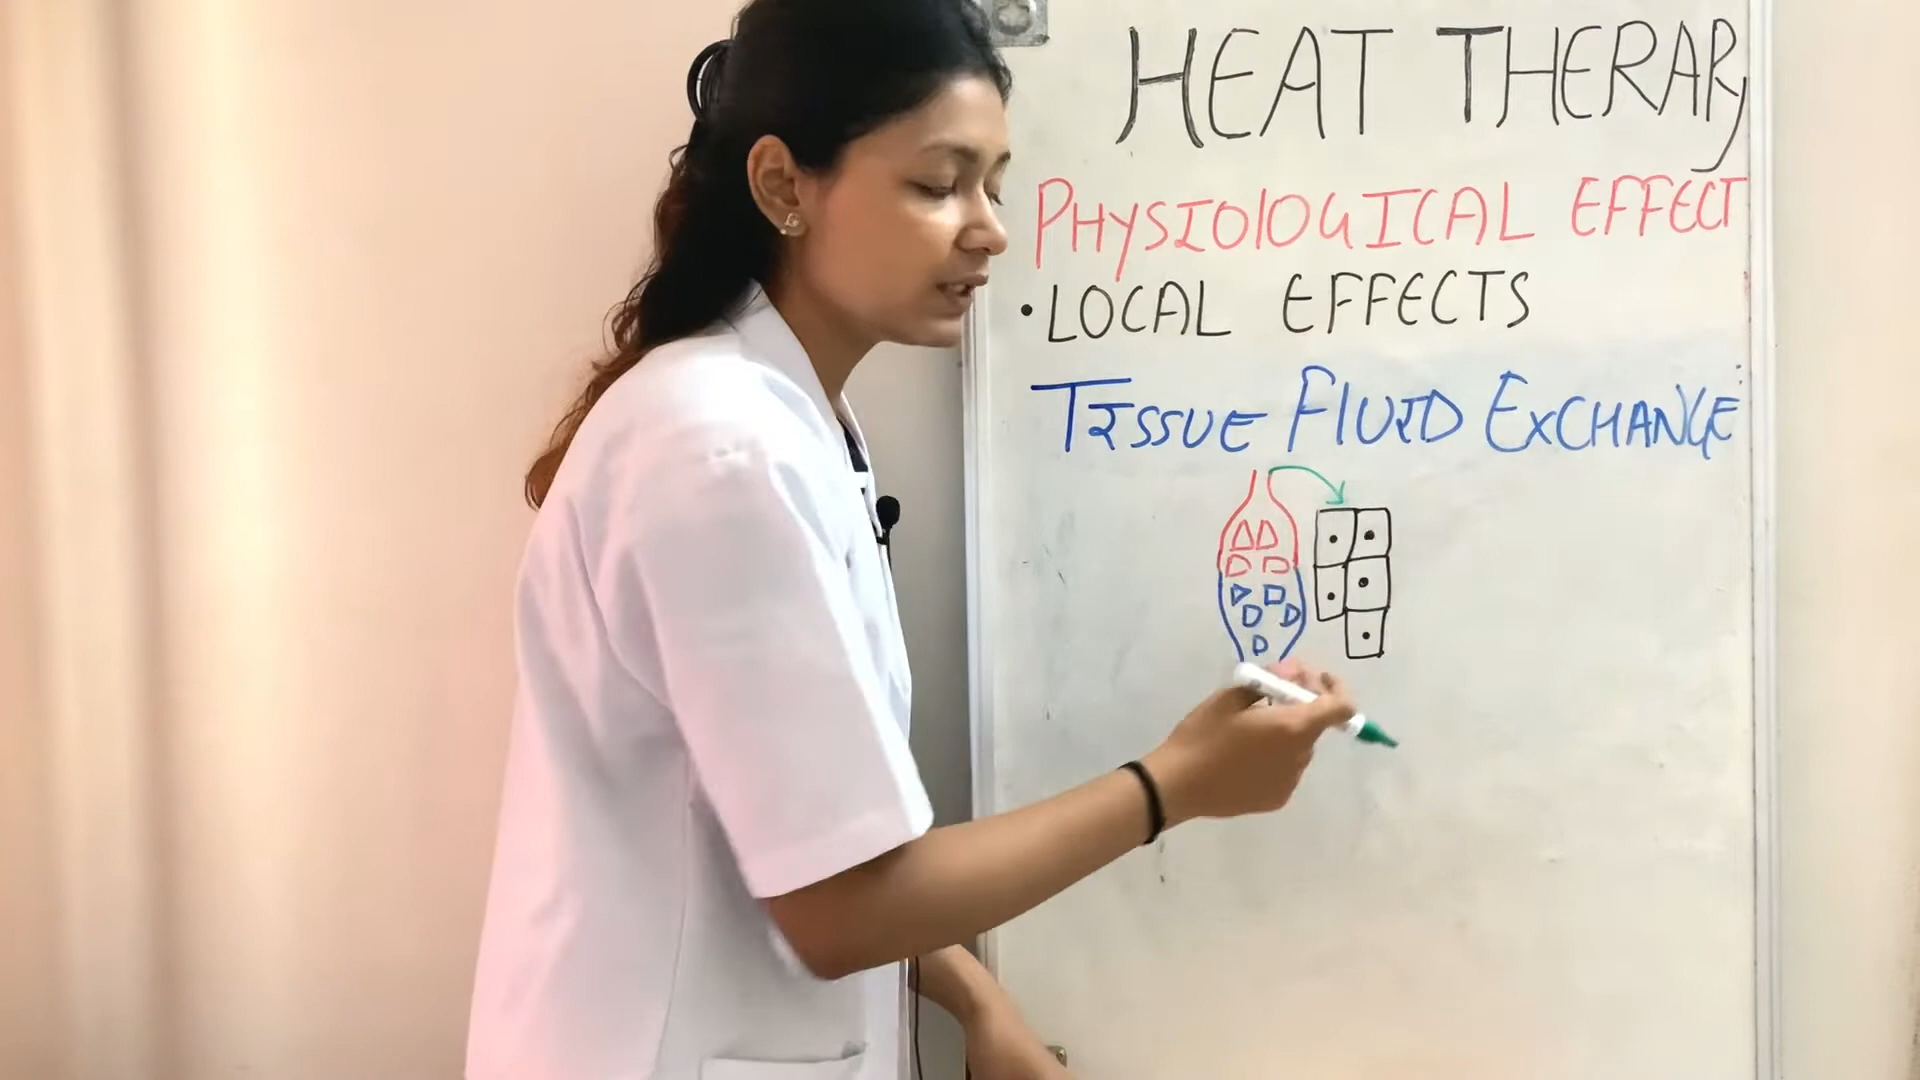 HEAT THERAPY
PHYSIOLOGICAL EFFECT
• LOCAL EFFECTS
TISSUE FLUID EXCHANGE